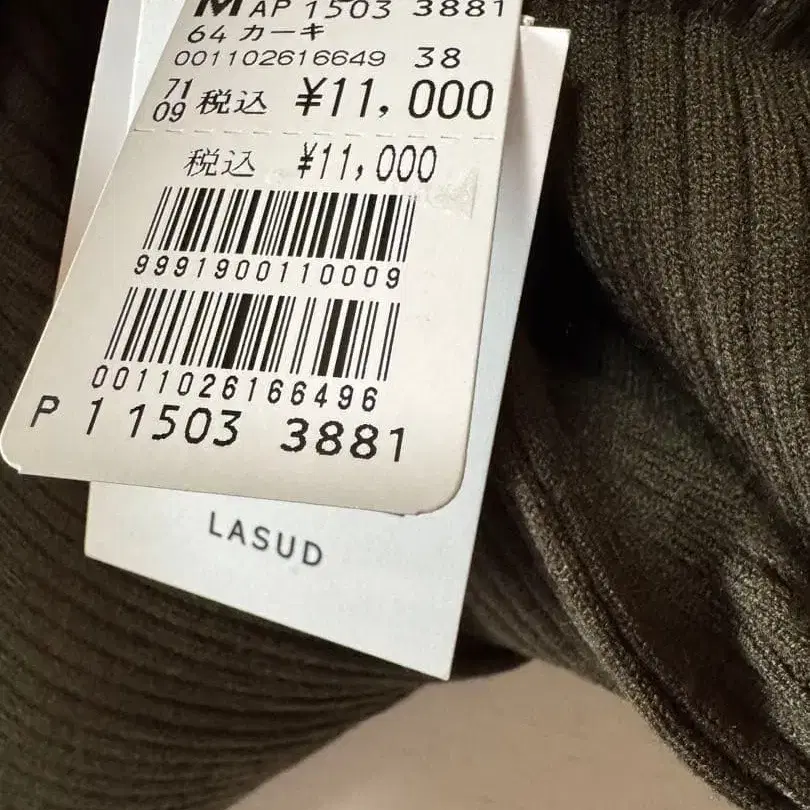 M AP 1503 3881
64 カーキ
001102616649 38
71
09 税込 ¥11,000
税込 ¥11,000
9991900110009
0011026166496
P 1 1503 3881
LASUD